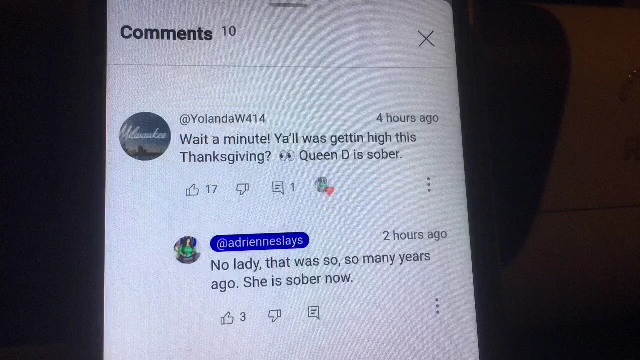 Comments 10
@YolandaW414 4 hours ago
Milwaukee
Wait a minute! Ya'll was gettin high this
Thanksgiving? 👀 Queen D is sober.
17 1
@adrienneslays 2 hours ago
No lady, that was so, so many years
ago. She is sober now.
3